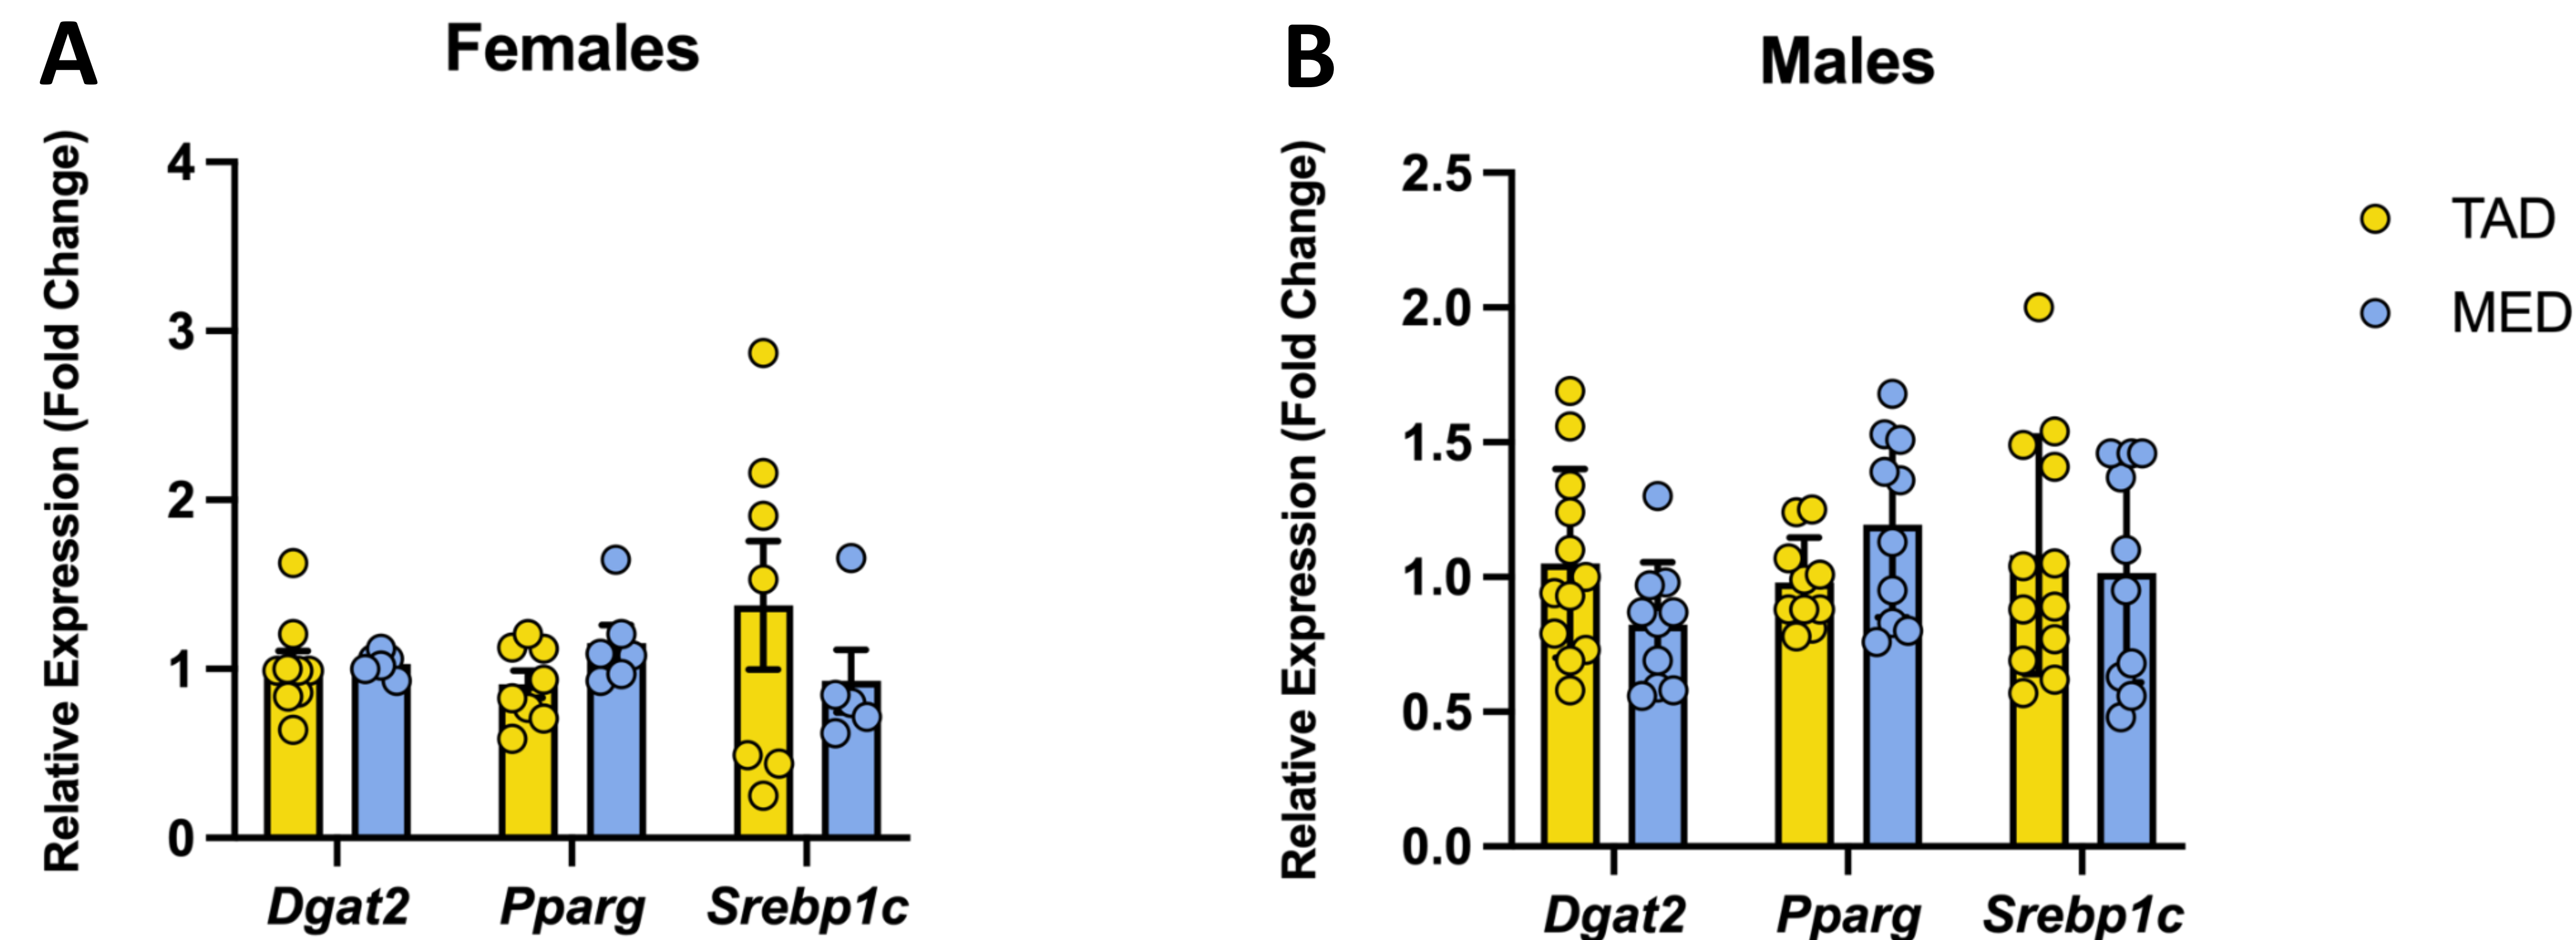 A
Females
Relative Expression (Fold Change)
4
3
2
1
0
Dgat2
Pparg
Srebp1c
B
Males
Relative Expression (Fold Change)
2.5
2.0
1.5
1.0
0.5
0.0
Dgat2
Pparg
Srebp1c
TAD
MED